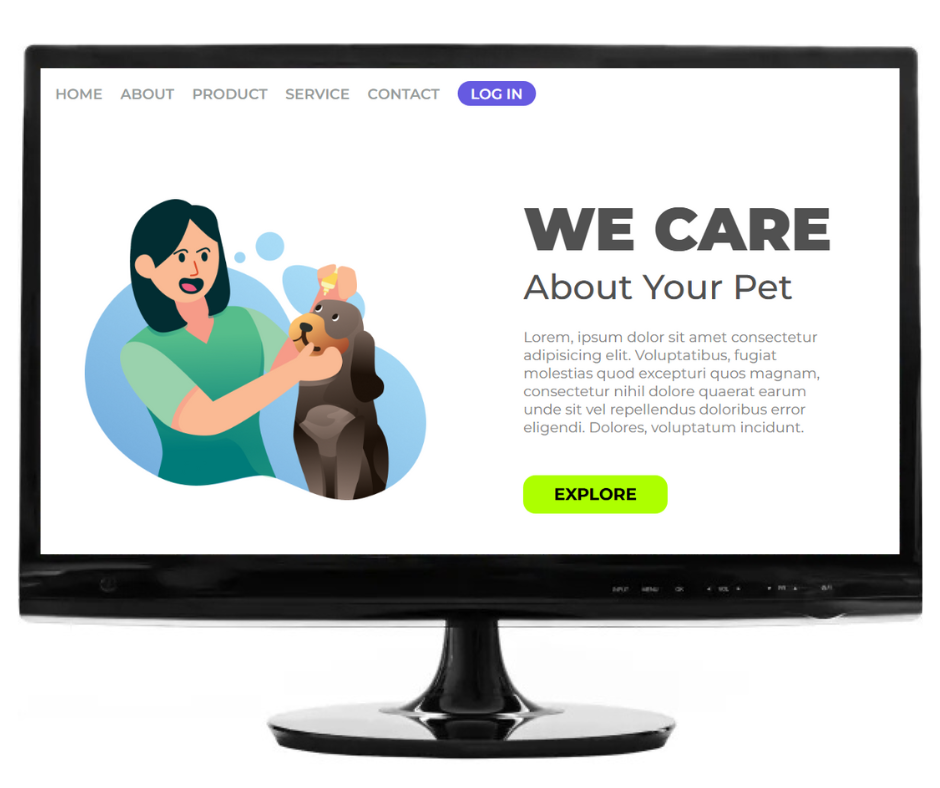 HOME ABOUT PRODUCT SERVICE CONTACT LOG IN
WE CARE
About Your Pet
Lorem, ipsum dolor sit amet consectetur
adipisicing elit. Voluptatibus, fugiat
molestias quod excepturi quos magnam,
consectetur nihil dolore quaerat earum
unde sit vel repellendus doloribus error
eligendi. Dolores, voluptatum incidunt.
EXPLORE
INPUT MENU OK VOL